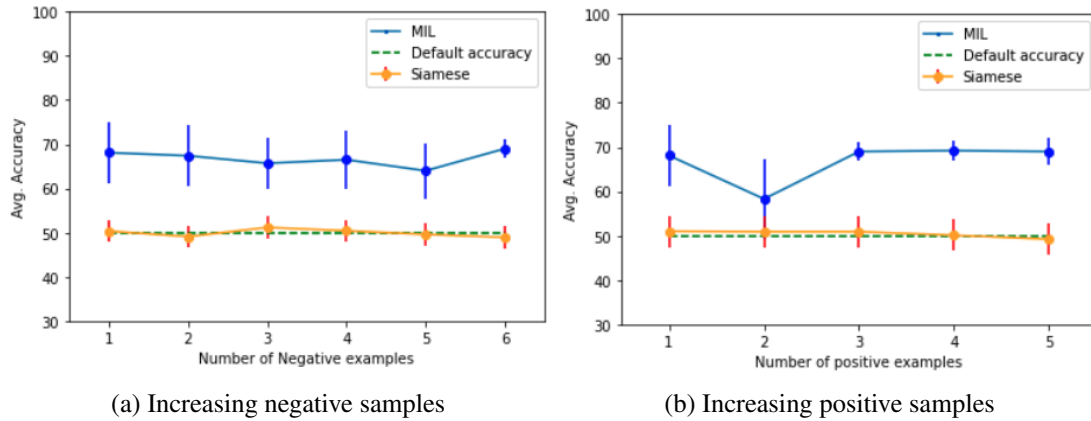 100
90
80
70
60
50
40
30
Avg. Accuracy
1 2 3 4 5 6
Number of Negative examples
MIL
Default accuracy
Siamese
(a) Increasing negative samples
100
90
80
70
60
50
40
30
Avg. Accuracy
1 2 3 4 5
Number of positive examples
MIL
Default accuracy
Siamese
(b) Increasing positive samples